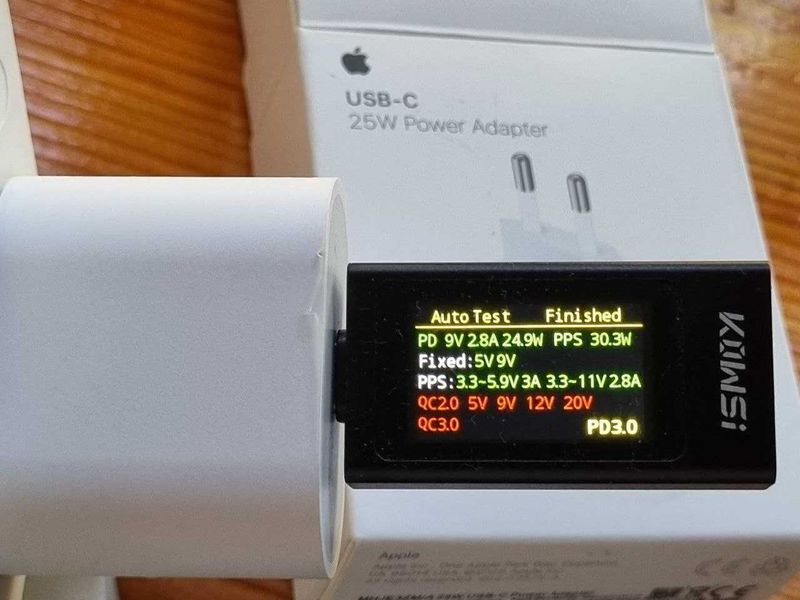 USB-C
25W Power Adapter
Auto Test Finished
PD 9V 2.8A 24.9W PPS 30.3W
Fixed:5V 9V
PPS:3.3~5.9V 3A 3.3~11V 2.8A
QC2.0 5V 9V 12V 20V
QC3.0 PD3.0
KOWSI
Apple